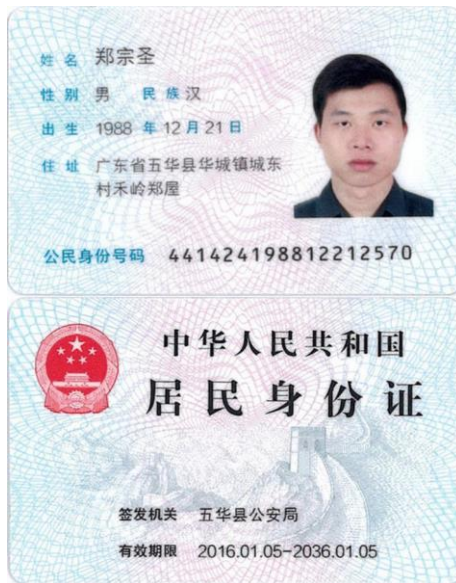 姓名 郑宗圣
性别 男 民族 汉
出生 1988 年 12 月 21 日
住址 广东省五华县华城镇城东
村禾岭郑屋
公民身份号码 441424198812212570
中华人民共和国
居民身份证
签发机关 五华县公安局
有效期限 2016.01.05-2036.01.05